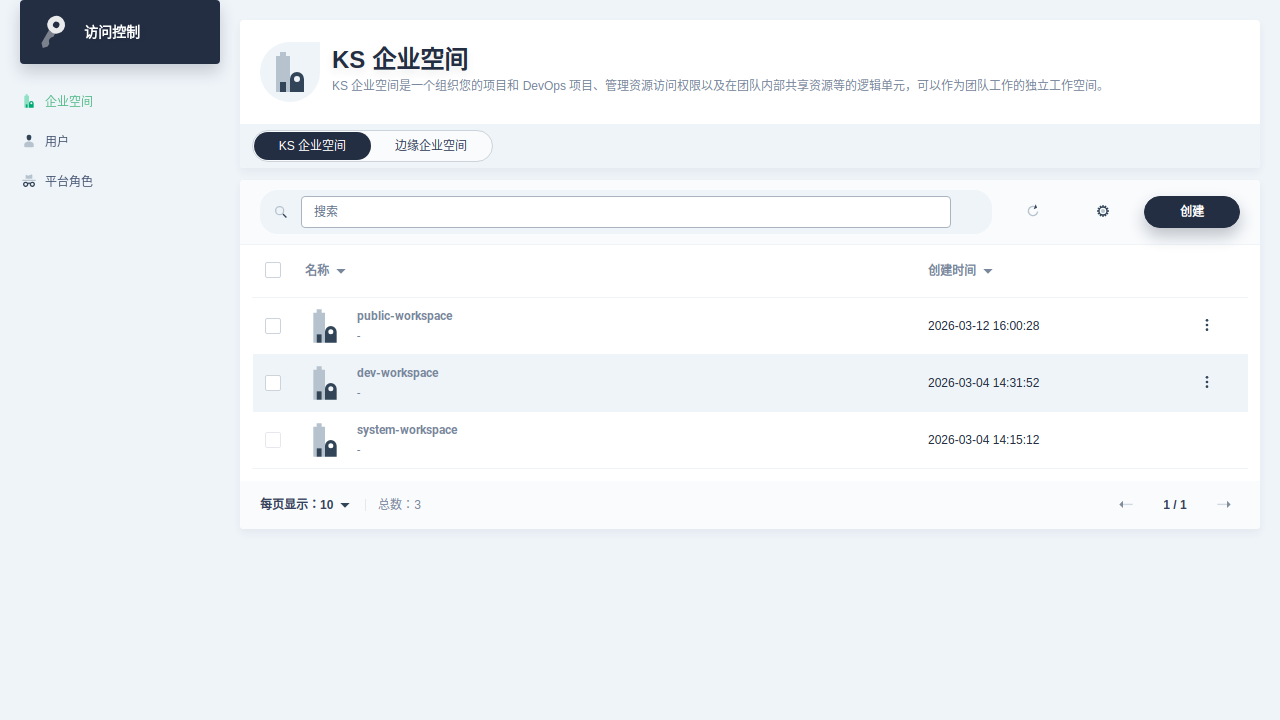 访问控制
企业空间
用户
平台角色
KS 企业空间
KS 企业空间是一个组织您的项目和 DevOps 项目、管理资源访问权限以及在团队内部共享资源等的逻辑单元，可以作为团队工作的独立工作空间。
KS 企业空间 边缘企业空间
搜索
创建
名称 创建时间
public-workspace
-
2026-03-12 16:00:28
dev-workspace
-
2026-03-04 14:31:52
system-workspace
-
2026-03-04 14:15:12
每页显示：10 总数：3 1 / 1